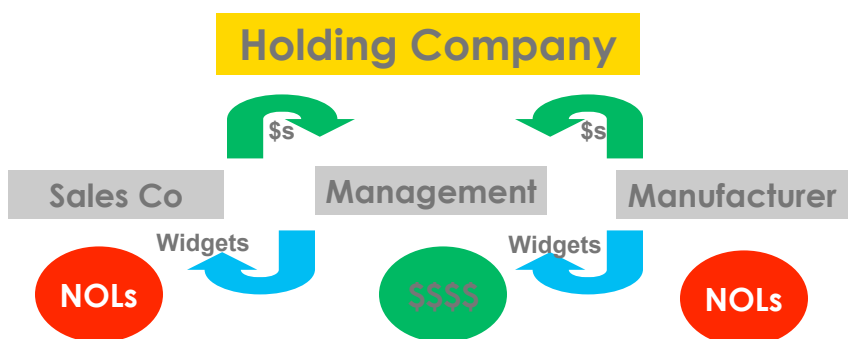 Holding Company
$s
$s
Sales Co
Management
Manufacturer
Widgets
Widgets
NOLs
$$$$
NOLs